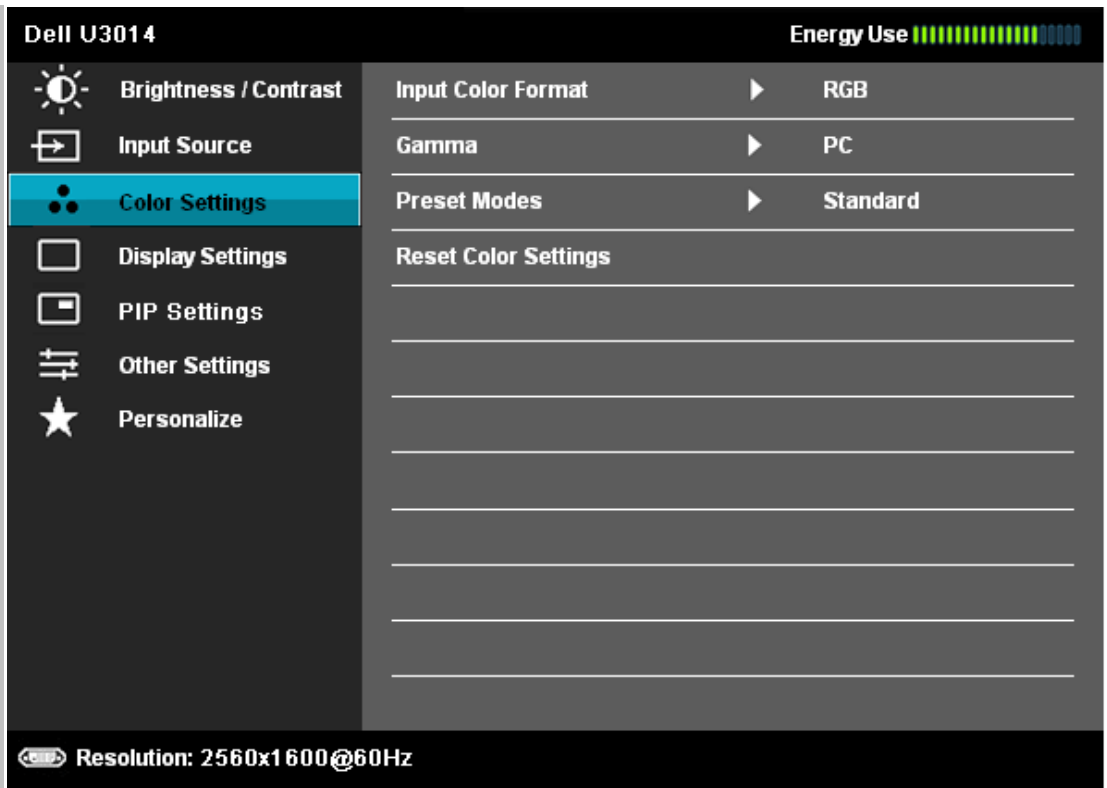 Dell U3014
Energy Use
Brightness / Contrast
Input Source
Color Settings
Display Settings
PIP Settings
Other Settings
Personalize
Input Color Format RGB
Gamma PC
Preset Modes Standard
Reset Color Settings
Resolution: 2560x1600@60Hz